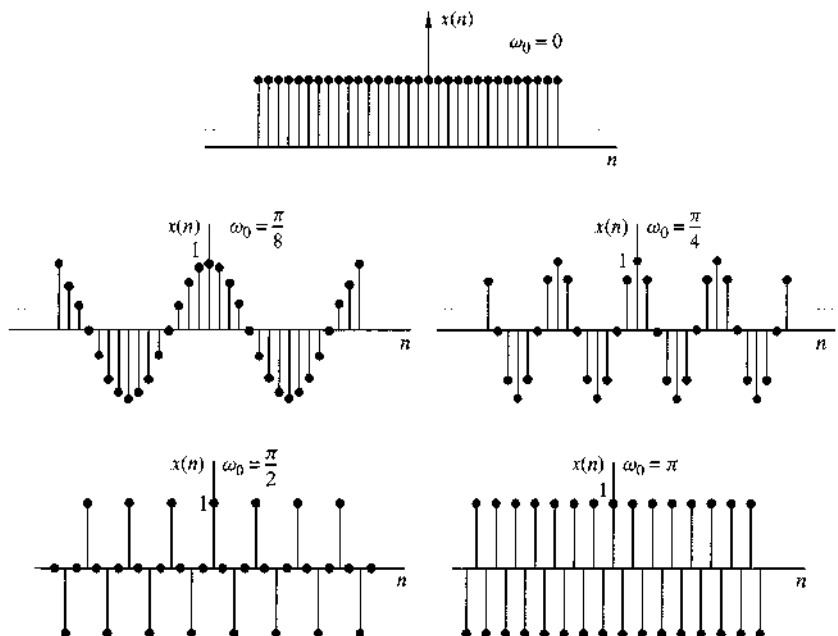 x(n)
ω₀ = 0
n
x(n) ω₀ = π/8
1
n
x(n) ω₀ = π/4
1
n
x(n) ω₀ = π/2
1
n
x(n) ω₀ = π
1
n